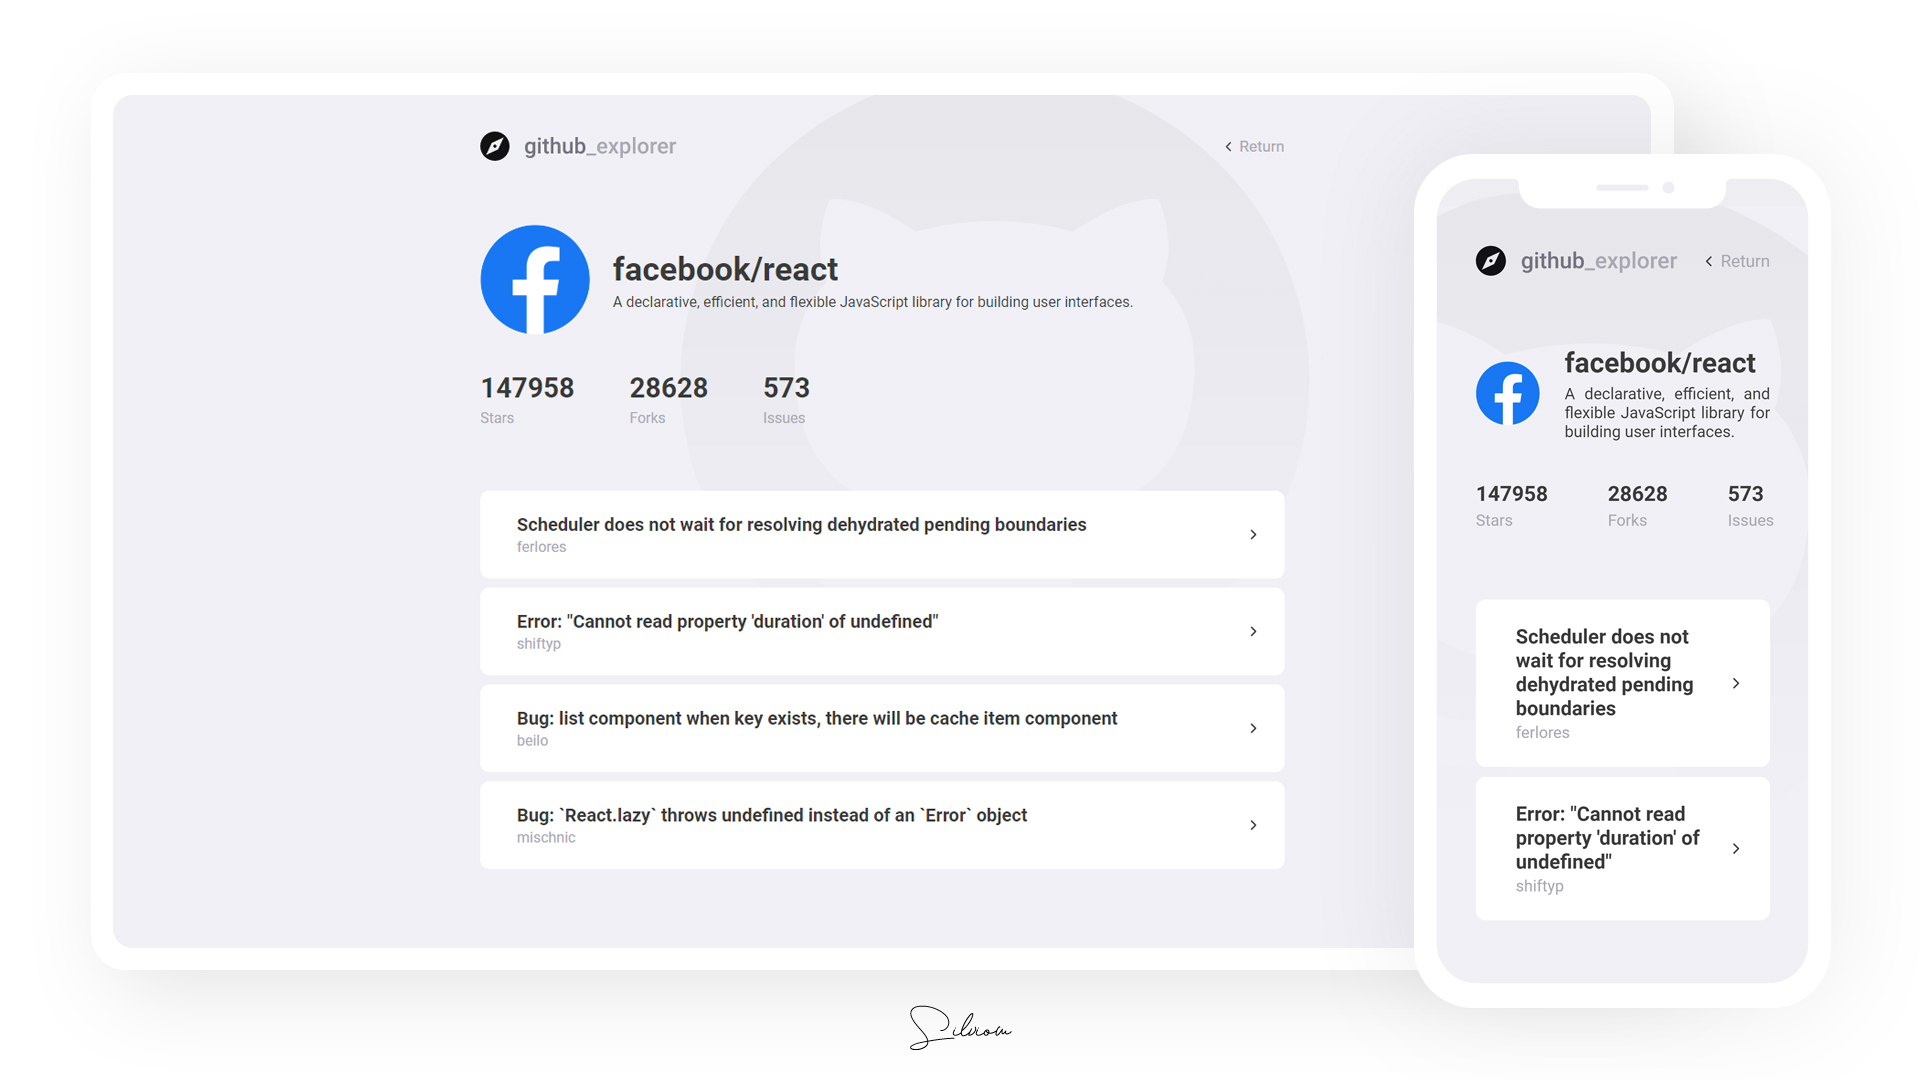 github_explorer
Return
facebook/react
A declarative, efficient, and flexible JavaScript library for building user interfaces.
147958 28628 573
Stars Forks Issues
Scheduler does not wait for resolving dehydrated pending boundaries
ferlores
Error: "Cannot read property 'duration' of undefined"
shiftyp
Bug: list component when key exists, there will be cache item component
beilo
Bug: `React.lazy` throws undefined instead of an `Error` object
mischnic
github_explorer
Return
facebook/react
A declarative, efficient, and
flexible JavaScript library for
building user interfaces.
147958 28628 573
Stars Forks Issues
Scheduler does not
wait for resolving
dehydrated pending
boundaries
ferlores
Error: "Cannot read
property 'duration' of
undefined"
shiftyp